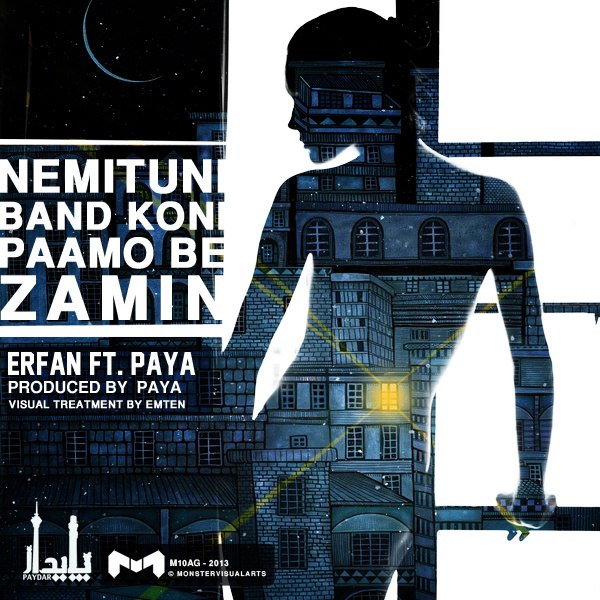 NEMITUNI
BAND KONI
PAAMO BE
ZAMIN
ERFAN FT. PAYA
PRODUCED BY PAYA
VISUAL TREATMENT BY EMTEN
پایدار
PAYDAR
M10AG - 2013
© MONSTERVISUALARTS